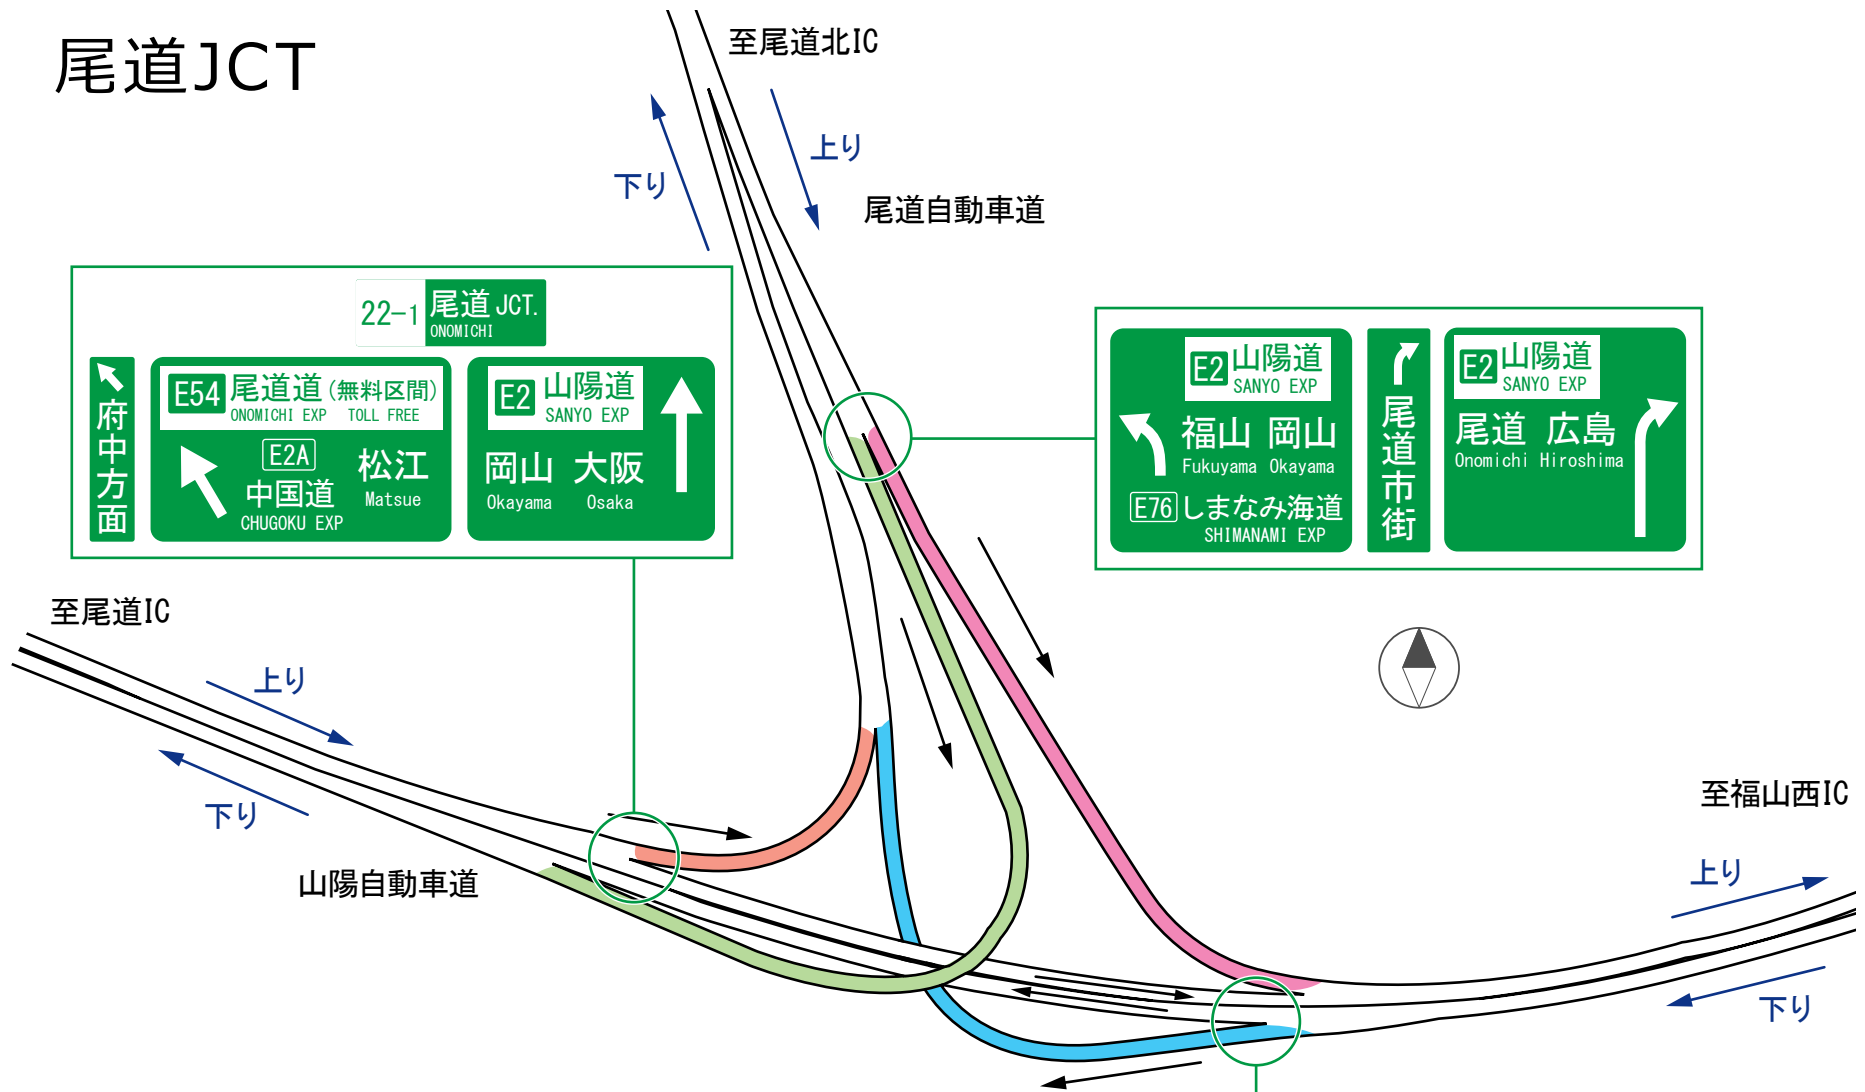 尾道JCT
至尾道北IC
上り
下り
尾道自動車道
22-1 尾道 JCT.
ONOMICHI
府中方面
E54 尾道道(無料区間)
ONOMICHI EXP TOLL FREE
E2A
中国道
CHUGOKU EXP
松江
Matsue
E2 山陽道
SANYO EXP
岡山 大阪
Okayama Osaka
E2 山陽道
SANYO EXP
福山 岡山
Fukuyama Okayama
E76 しまなみ海道
SHIMANAMI EXP
尾道市街
E2 山陽道
SANYO EXP
尾道 広島
Onomichi Hiroshima
至尾道IC
上り
下り
山陽自動車道
至福山西IC
上り
下り